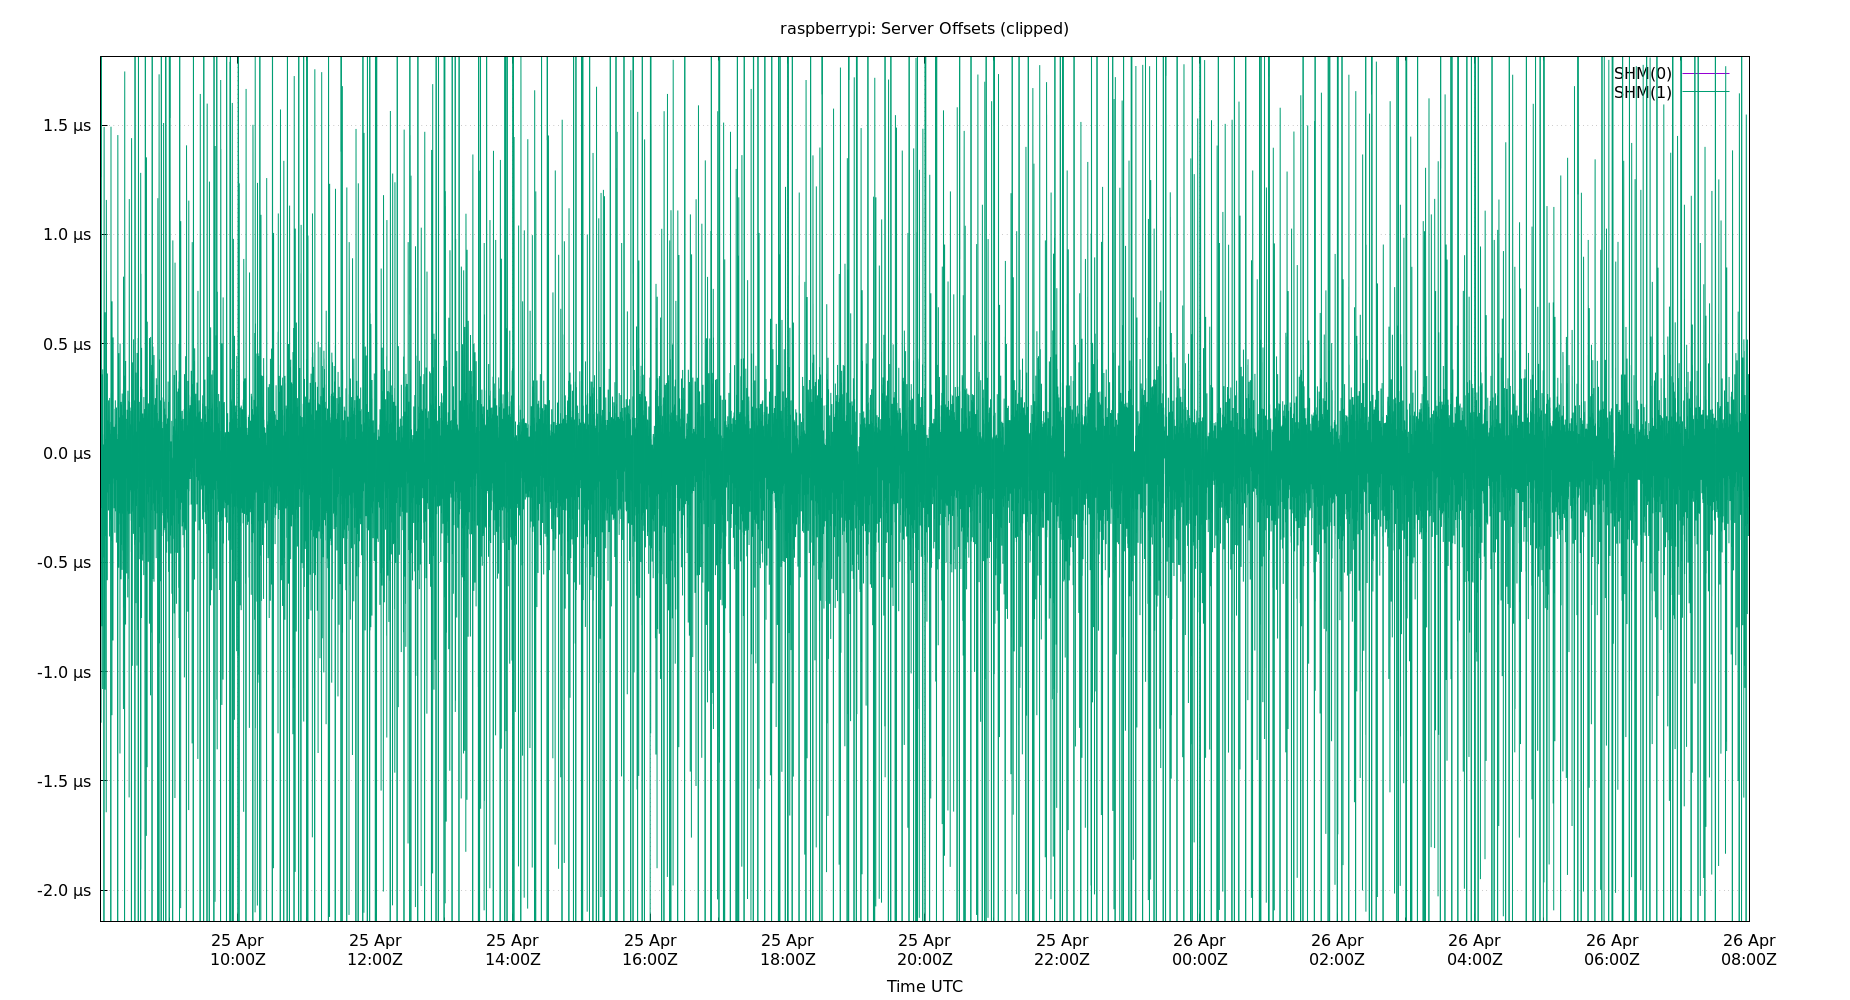 raspberrypi: Server Offsets (clipped)
SHM(0)
SHM(1)
1.5 µs
1.0 µs
0.5 µs
0.0 µs
-0.5 µs
-1.0 µs
-1.5 µs
-2.0 µs
25 Apr 25 Apr 25 Apr 25 Apr 25 Apr 25 Apr 25 Apr 26 Apr 26 Apr 26 Apr 26 Apr 26 Apr
10:00Z 12:00Z 14:00Z 16:00Z 18:00Z 20:00Z 22:00Z 00:00Z 02:00Z 04:00Z 06:00Z 08:00Z
Time UTC